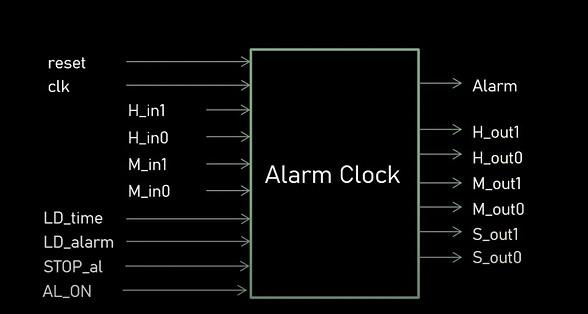 reset
clk
H_in1
H_in0
M_in1
M_in0
LD_time
LD_alarm
STOP_al
AL_ON
Alarm Clock
Alarm
H_out1
H_out0
M_out1
M_out0
S_out1
S_out0